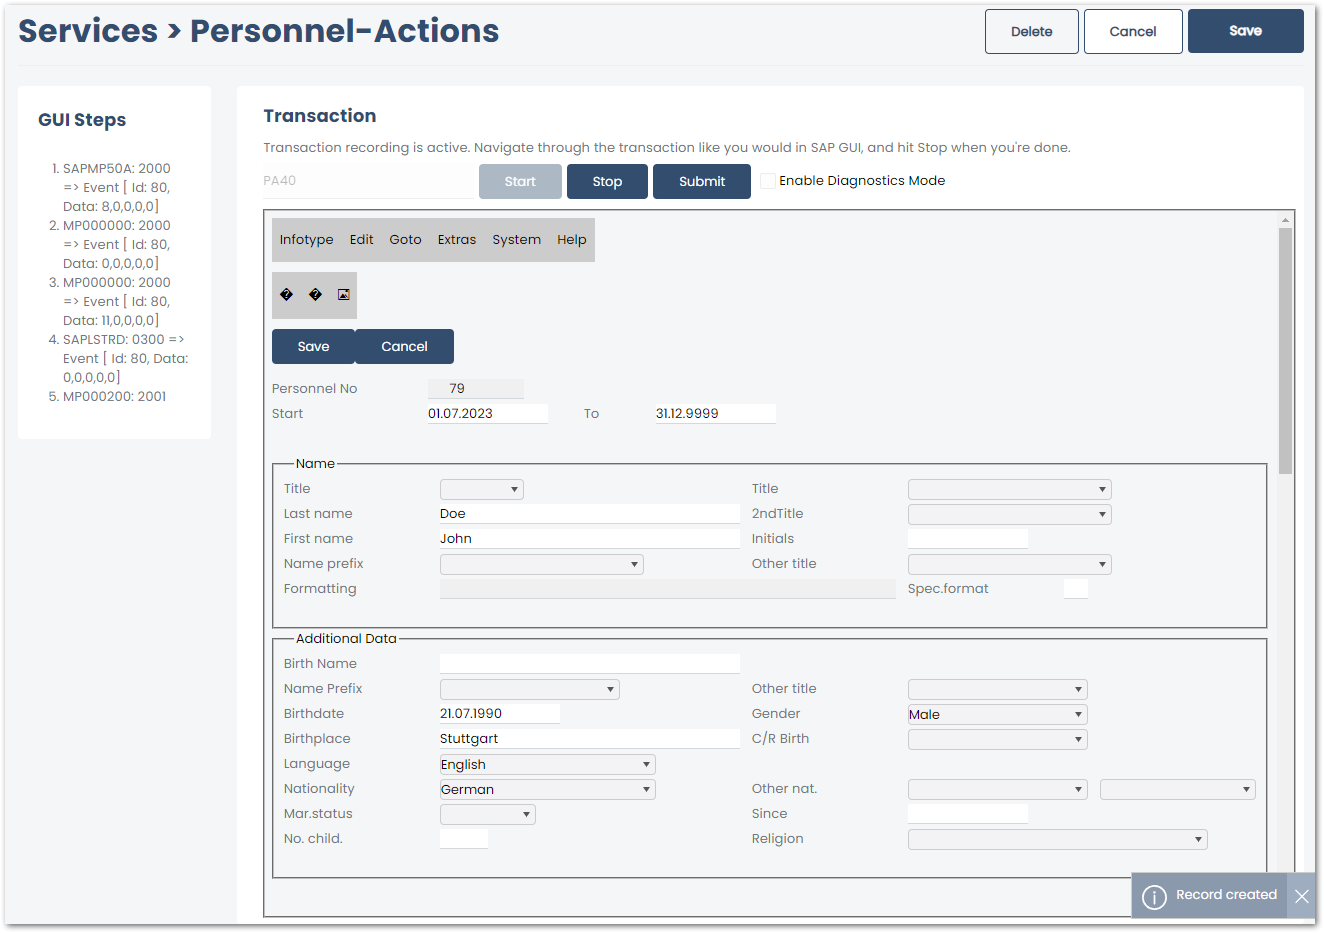 Services > Personnel-Actions
Delete
Cancel
Save
GUI Steps
1. SAPMP50A: 2000
=> Event [ Id: 80,
Data: 8,0,0,0,0]
2. MP000000: 2000
=> Event [ Id: 80,
Data: 0,0,0,0,0]
3. MP000000: 2000
=> Event [ Id: 80,
Data: 11,0,0,0,0]
4. SAPLSTRD: 0300 =>
Event [ Id: 80, Data:
0,0,0,0,0]
5. MP000200: 2001
Transaction
Transaction recording is active. Navigate through the transaction like you would in SAP GUI, and hit Stop when you're done.
PA40
Start
Stop
Submit
Enable Diagnostics Mode
Infotype Edit Goto Extras System Help
Save
Cancel
Personnel No 79
Start 01.07.2023 To 31.12.9999
Name
Title Title
Last name Doe 2ndTitle
First name John Initials
Name prefix Other title
Formatting Spec.format
Additional Data
Birth Name
Name Prefix Other title
Birthdate 21.07.1990 Gender Male
Birthplace Stuttgart C/R Birth
Language English
Nationality German Other nat.
Mar.status Since
No. child. Religion
Record created